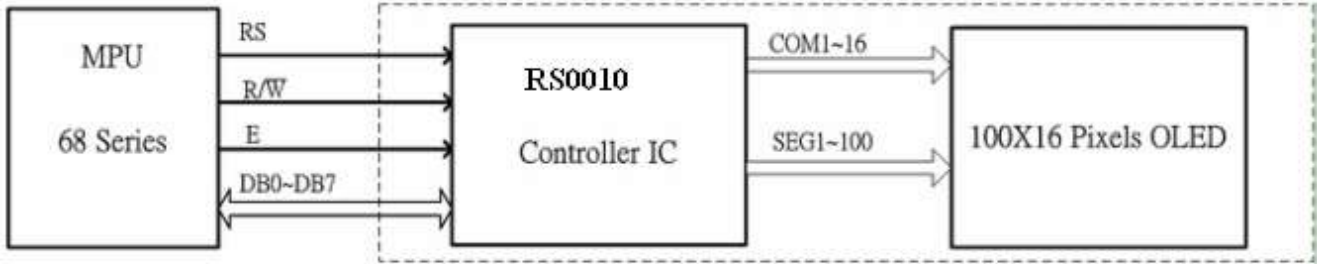 MPU
68 Series
RS
R/W
E
DB0~DB7
RS0010
Controller IC
COM1~16
SEG1~100
100X16 Pixels OLED